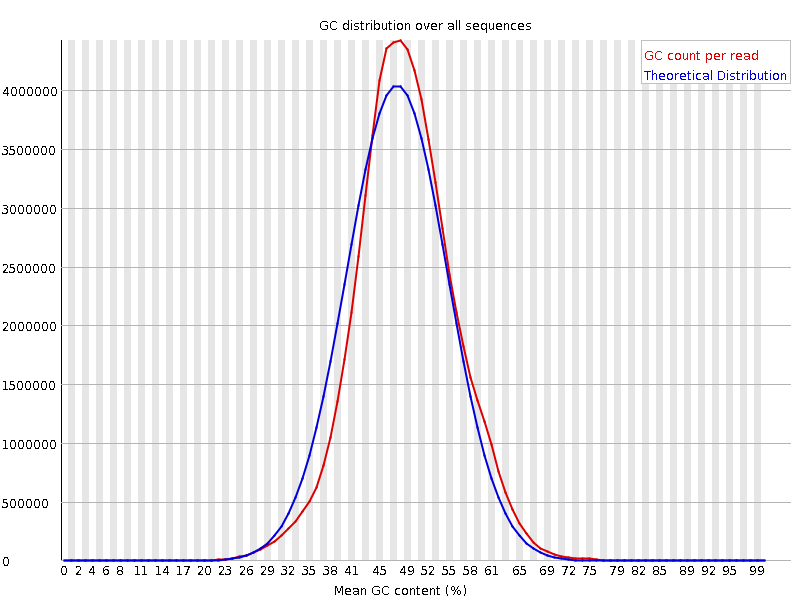 GC distribution over all sequences
GC count per read
Theoretical Distribution
4000000
3500000
3000000
2500000
2000000
1500000
1000000
500000
0
0 2 4 6 8 11 14 17 20 23 26 29 32 35 38 41 45 49 52 55 58 61 65 69 72 75 79 82 85 89 92 95 99
Mean GC content (%)